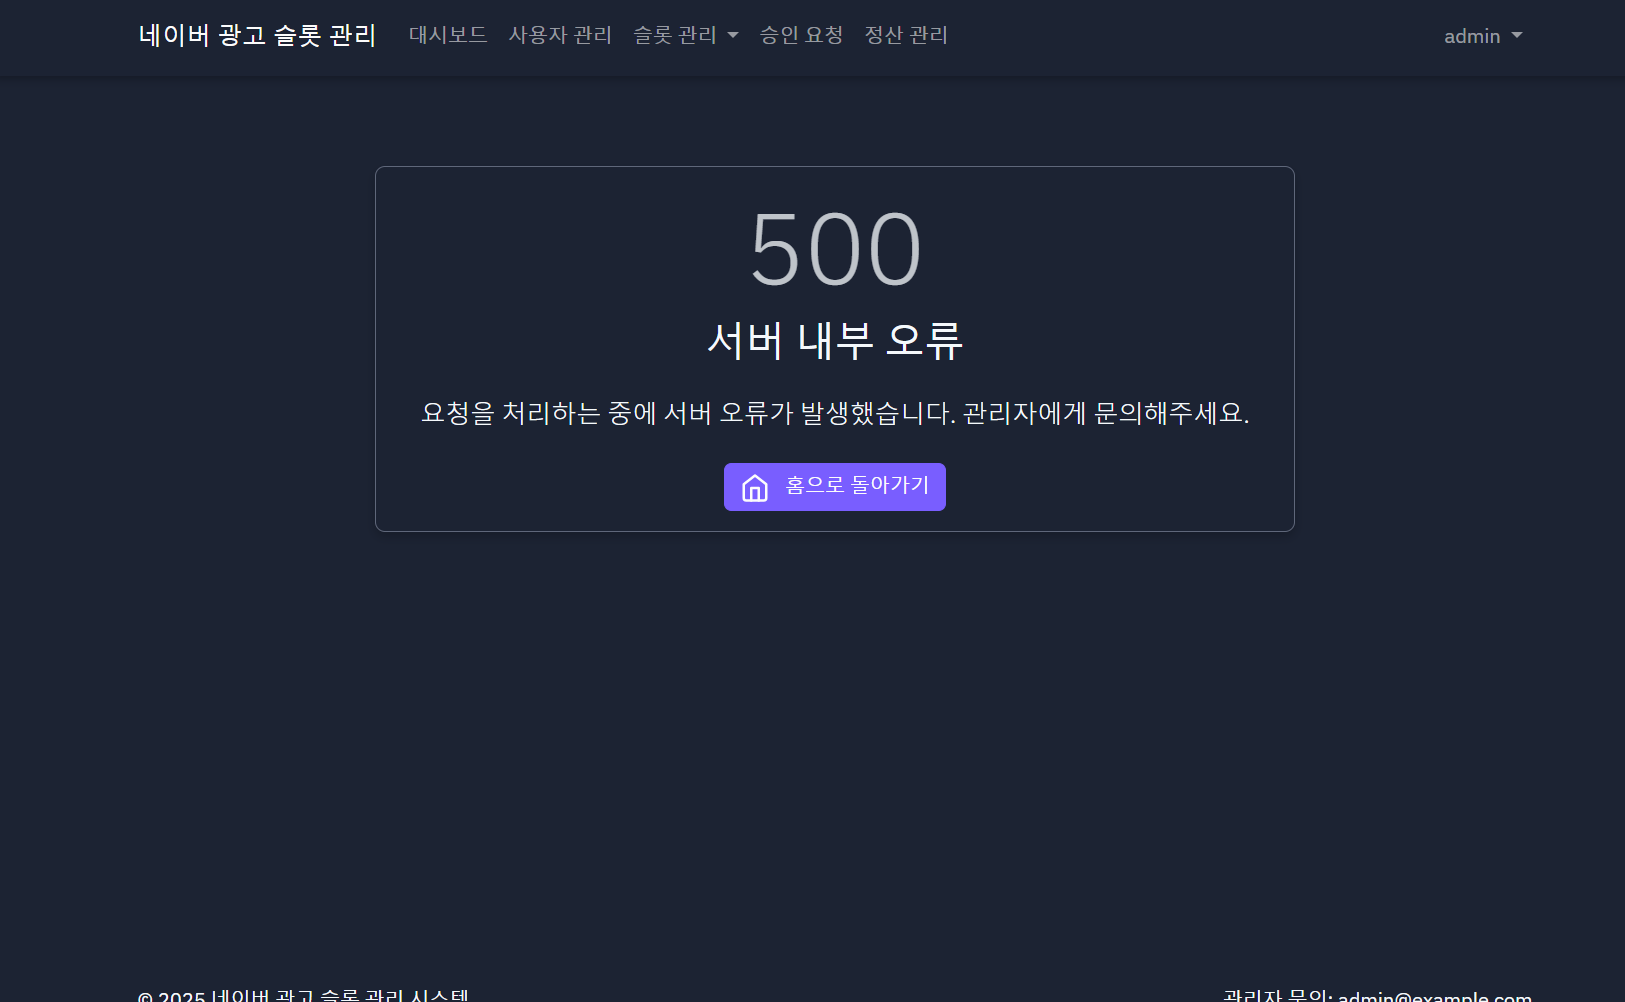 네이버 광고 슬롯 관리 대시보드 사용자 관리 슬롯 관리 승인 요청 정산 관리 admin
500
서버 내부 오류
요청을 처리하는 중에 서버 오류가 발생했습니다. 관리자에게 문의해주세요.
홈으로 돌아가기
© 2025 네이버 광고 슬롯 관리 시스템 관리자 문의: admin@example.com